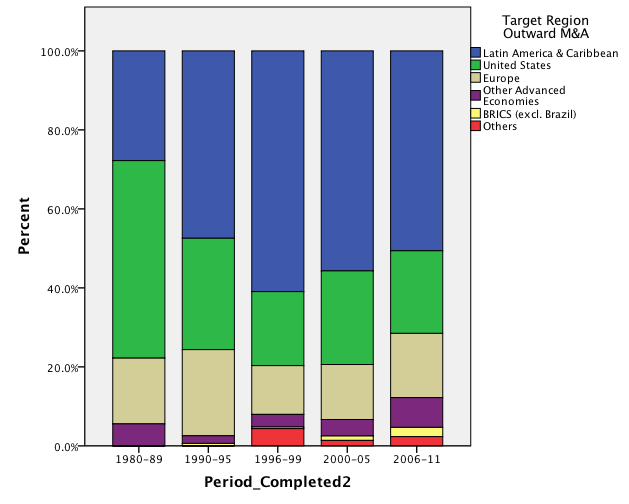 Target Region
Outward M&A
Latin America & Caribbean
United States
Europe
Other Advanced
Economies
BRICS (excl. Brazil)
Others
Percent
100.0%
80.0%
60.0%
40.0%
20.0%
0.0%
1980-89 1990-95 1996-99 2000-05 2006-11
Period_Completed2